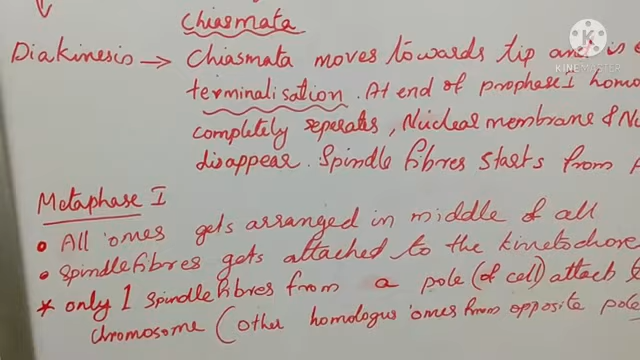 Chiasmata
Diakinesis → Chiasmata moves towards tip and is
terminalisation. At end of prophase I homo
completely seperates, Nuclear membrane & Nu
disappear. Spindle fibres starts from
Metaphase I
• All 'omes gets arranged in middle of all
• Spindle fibres gets attached to the kinetochore
* only 1 spindle fibres from a pole (of cell) attach
chromosome (other homologus 'omes from opposite pole
KINEMASTER